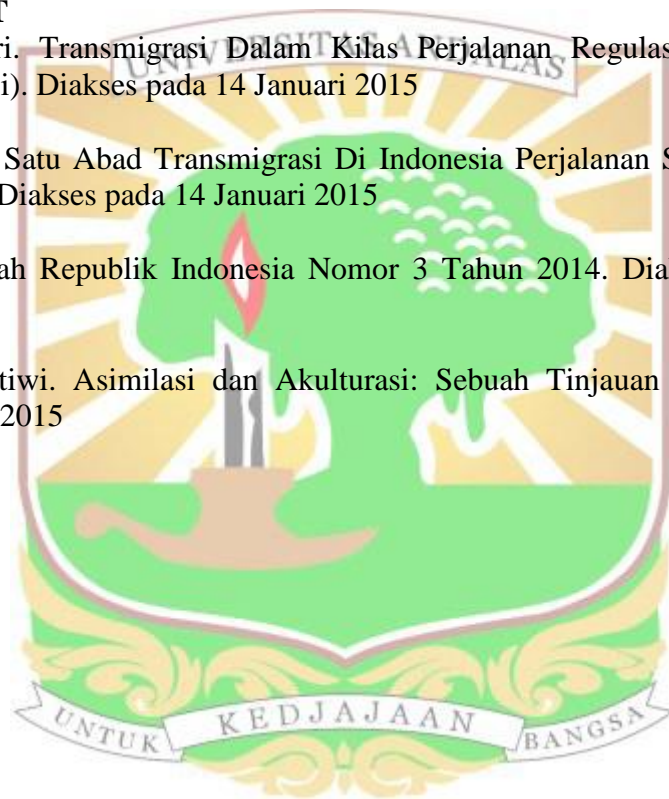 T
ri. Transmigrasi Dalam Kilas Perjalanan Regulas
UNIVERSITAS ANDALAS
i). Diakses pada 14 Januari 2015
Satu Abad Transmigrasi Di Indonesia Perjalanan S
Diakses pada 14 Januari 2015
ah Republik Indonesia Nomor 3 Tahun 2014. Dia
tiwi. Asimilasi dan Akulturasi: Sebuah Tinjauan
2015
UNTUK KEDJAJAAN BANGSA